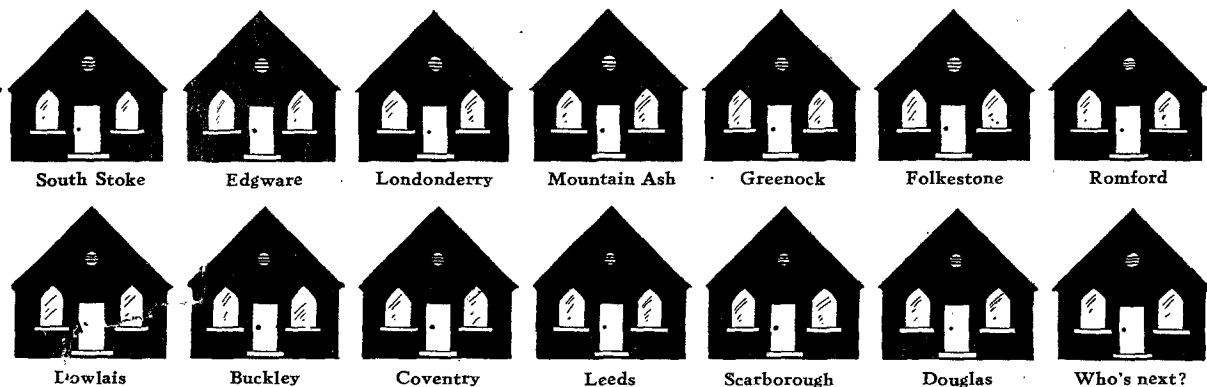 South Stoke Edgware Londonderry Mountain Ash Greenock Folkestone Romford
Dowlais Buckley Coventry Leeds Scarborough Douglas Who's next?